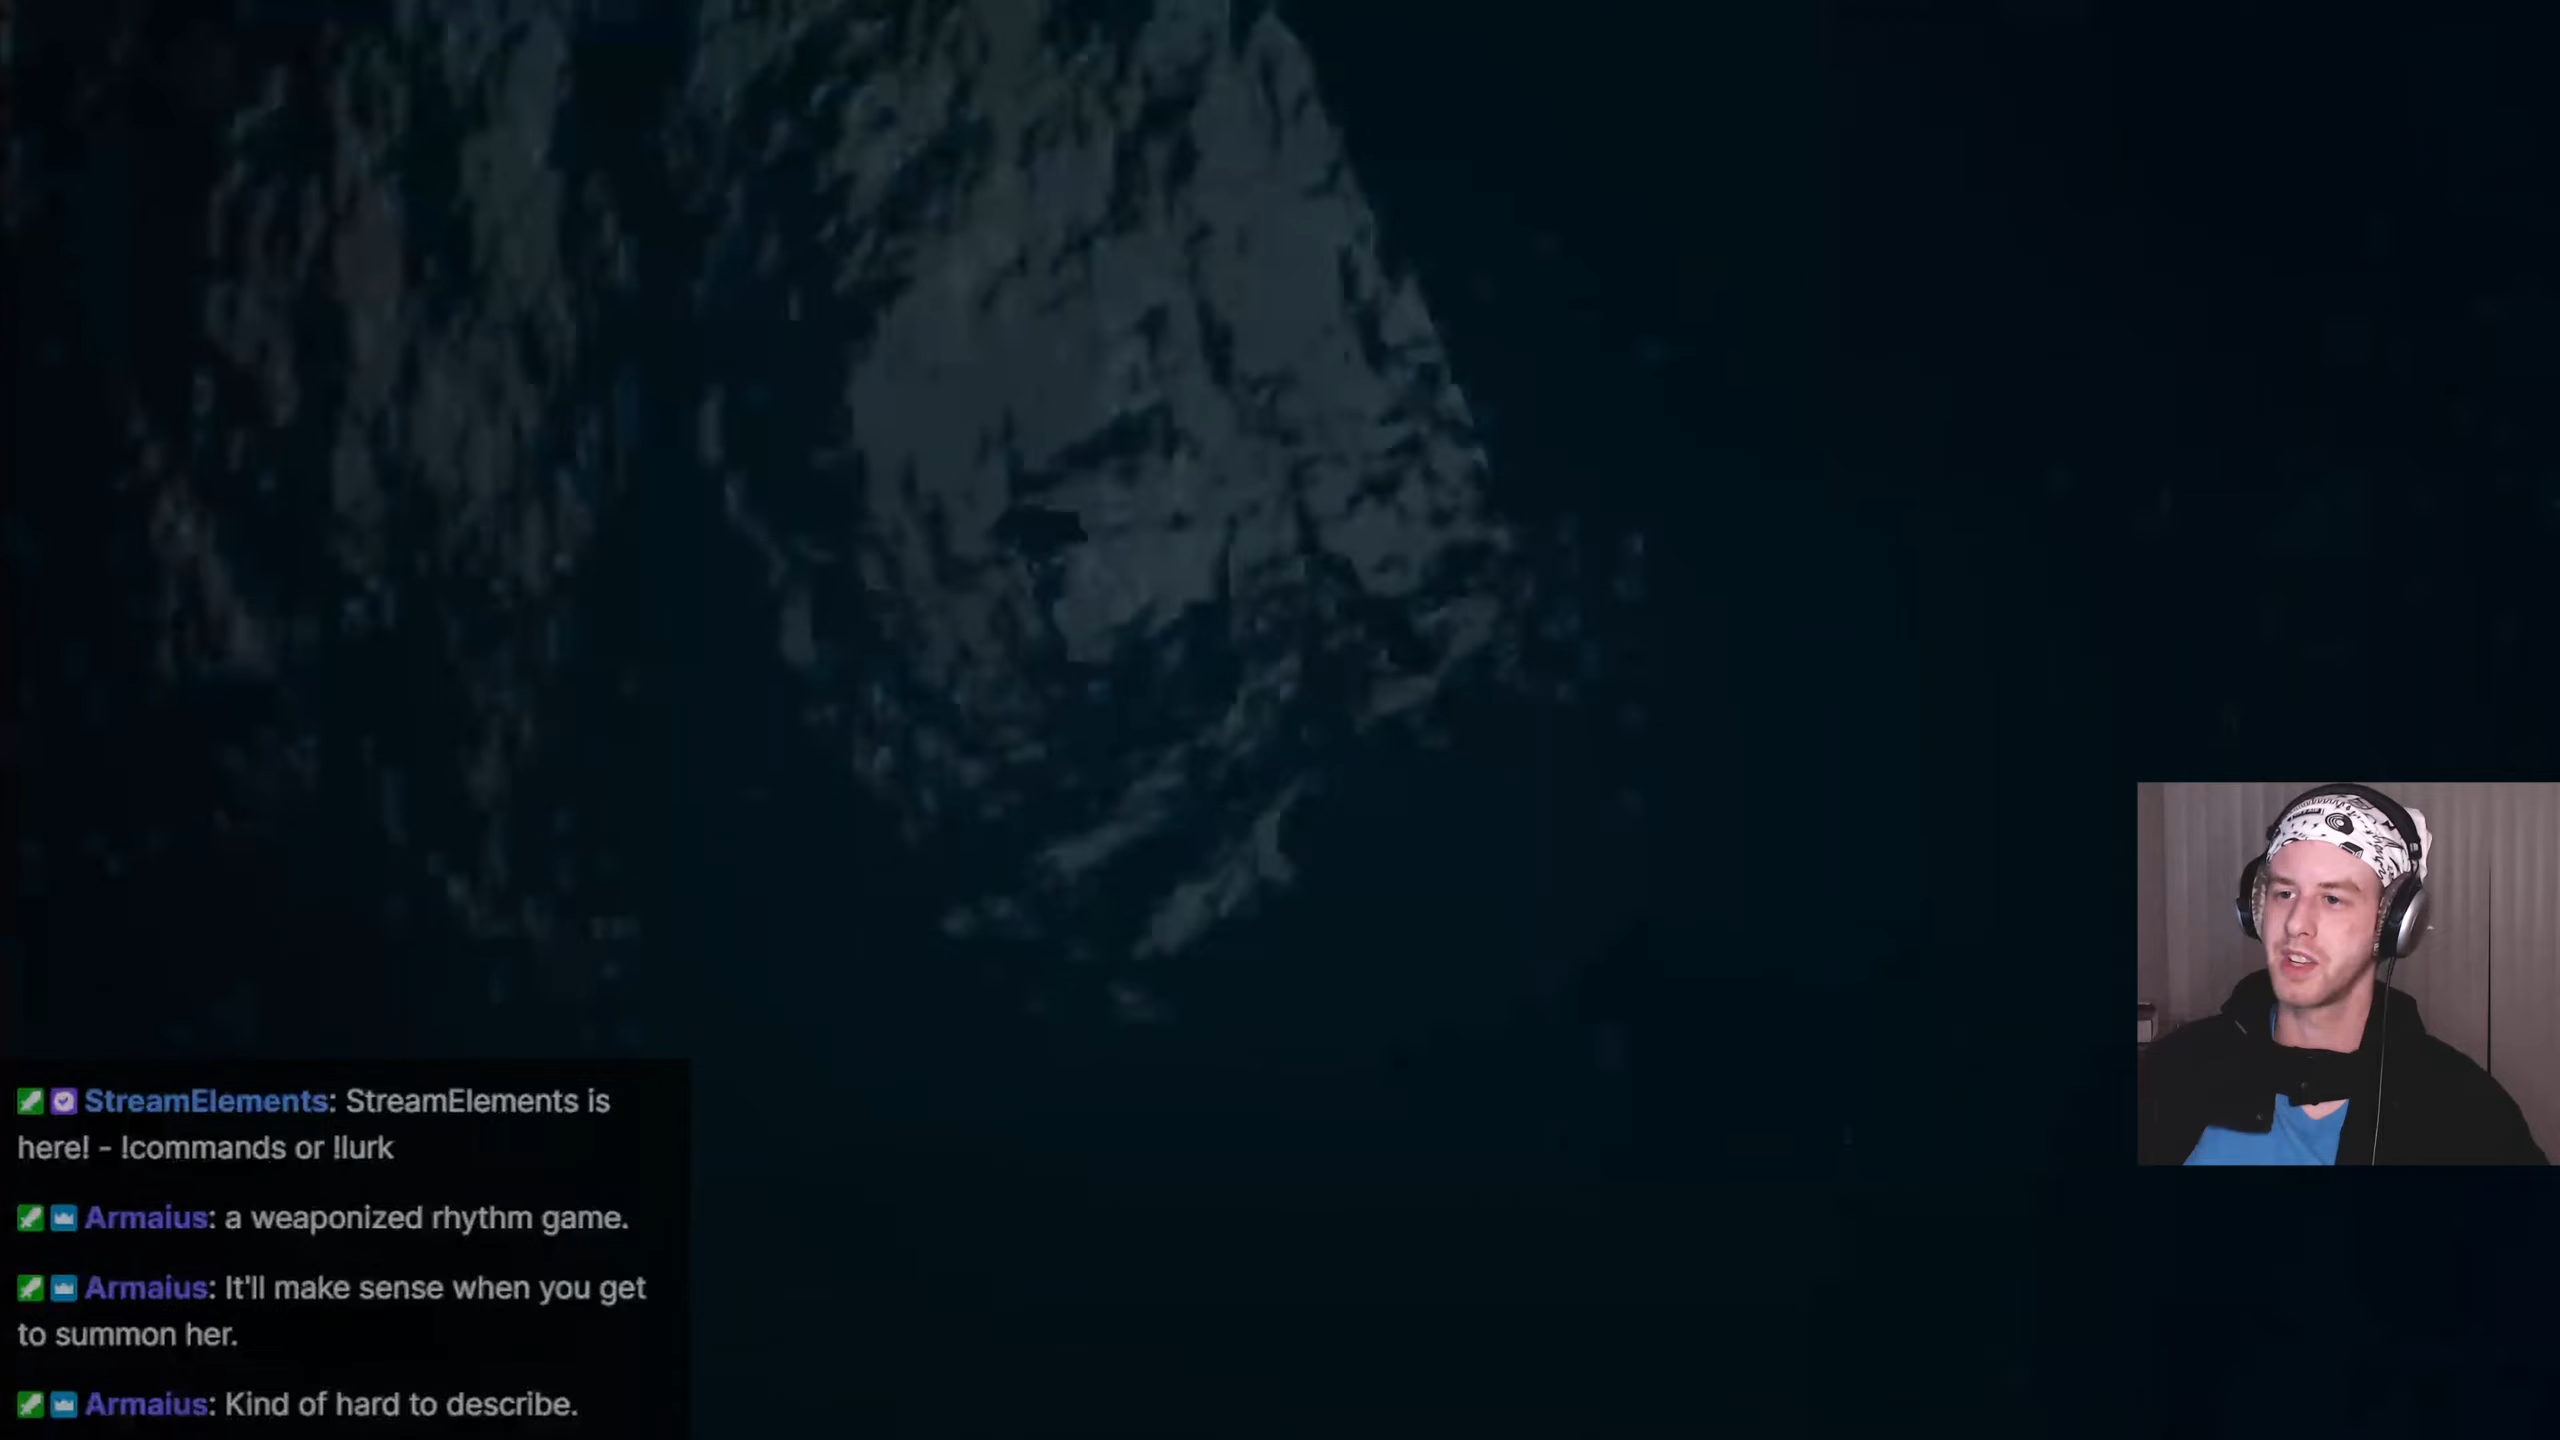 StreamElements: StreamElements is
here! - !commands or !lurk
Armaius: a weaponized rhythm game.
Armaius: It'll make sense when you get
to summon her.
Armaius: Kind of hard to describe.